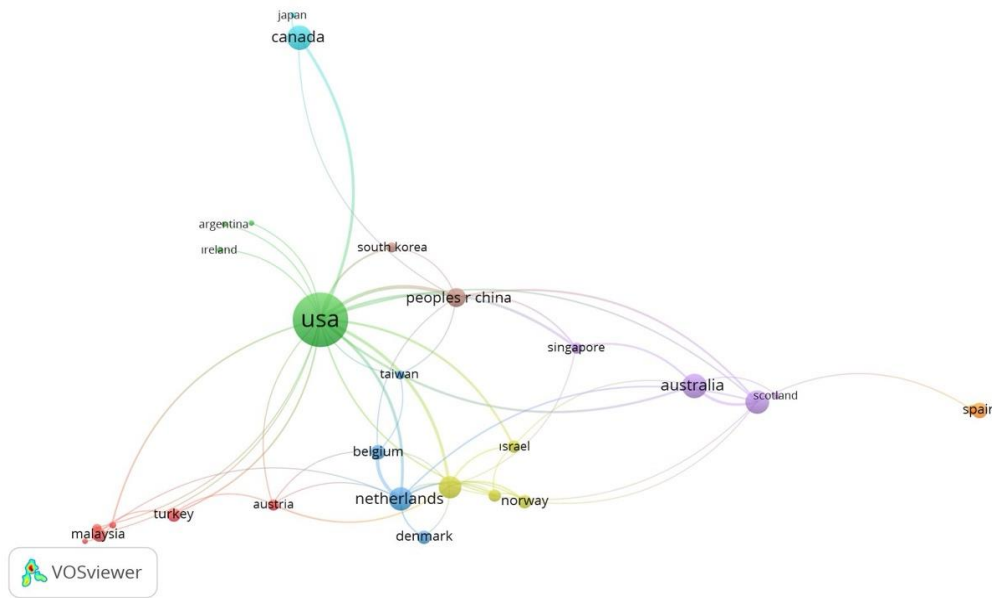 japan
canada
argentina
ireland
south korea
peoples r china
usa
singapore
taiwan
australia
scotland
spain
belgium
israel
netherlands
norway
austria
turkey
denmark
malaysia
VOSviewer